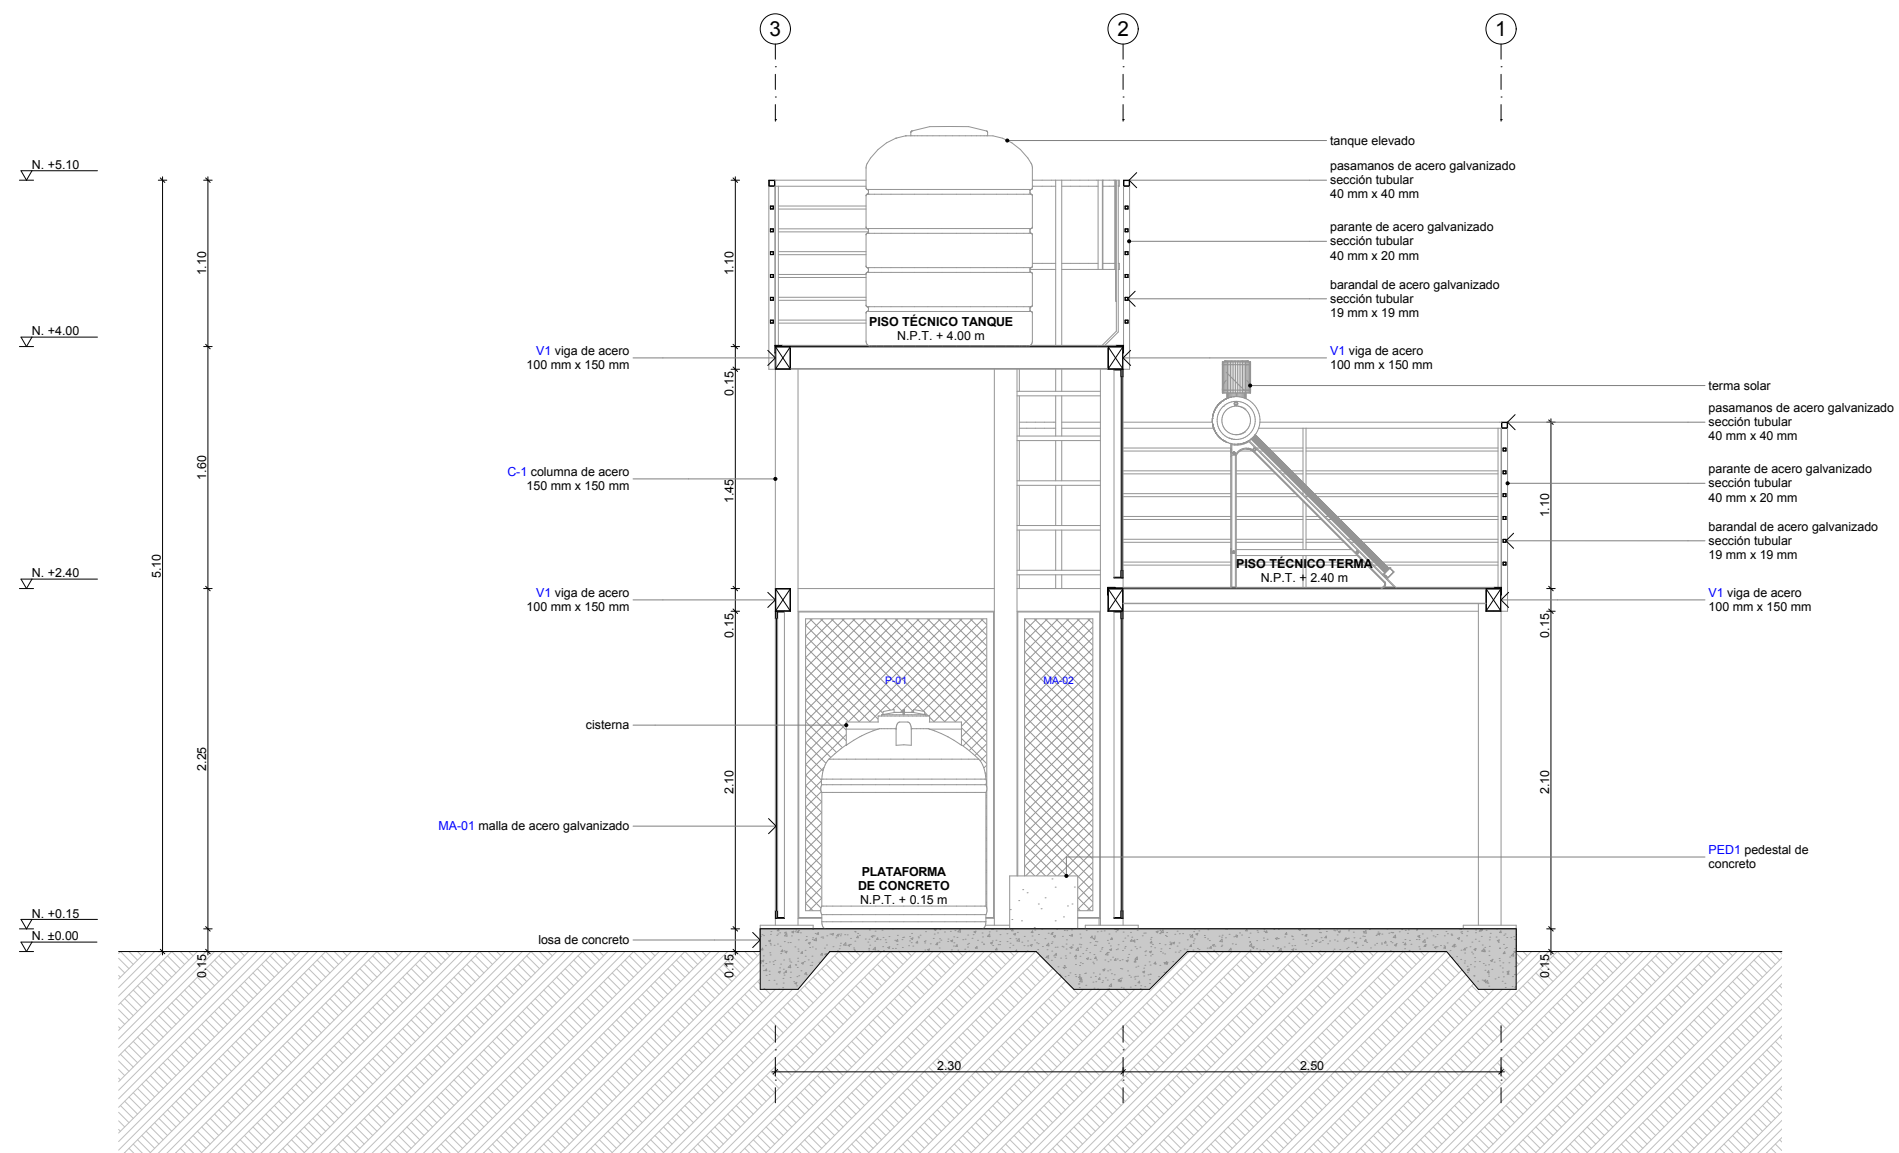 3
2
1
tanque elevado
pasamanos de acero galvanizado
sección tubular
40 mm x 40 mm
parante de acero galvanizado
sección tubular
40 mm x 20 mm
barandal de acero galvanizado
sección tubular
19 mm x 19 mm
N. +5.10
N. +4.00
N. +2.40
N. +0.15
N. ±0.00
5.10
1.10
1.60
2.25
0.15
1.10
0.15
1.45
0.15
2.10
0.15
PISO TÉCNICO TANQUE
N.P.T. + 4.00 m
V1 viga de acero
100 mm x 150 mm
V1 viga de acero
100 mm x 150 mm
C-1 columna de acero
150 mm x 150 mm
V1 viga de acero
100 mm x 150 mm
terma solar
pasamanos de acero galvanizado
sección tubular
40 mm x 40 mm
parante de acero galvanizado
sección tubular
40 mm x 20 mm
barandal de acero galvanizado
sección tubular
19 mm x 19 mm
PISO TÉCNICO TERMA
N.P.T. + 2.40 m
V1 viga de acero
100 mm x 150 mm
1.10
0.15
2.10
0.15
P-01
MA-02
cisterna
MA-01 malla de acero galvanizado
PLATAFORMA
DE CONCRETO
N.P.T. + 0.15 m
PED1 pedestal de
concreto
losa de concreto
2.30
2.50